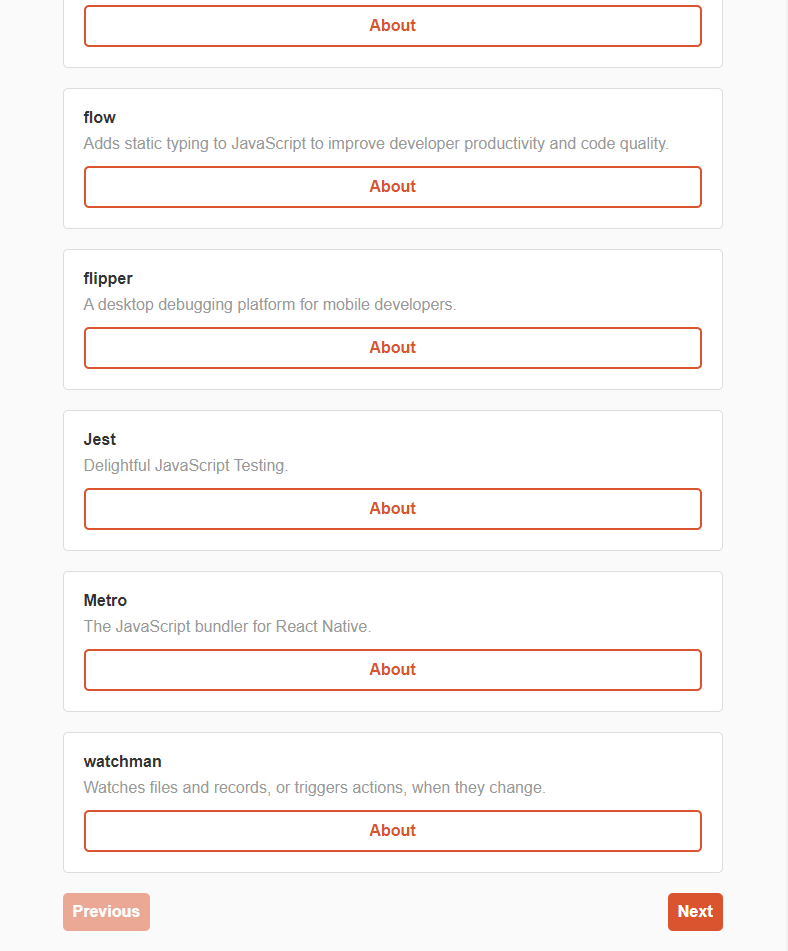 About
flow
Adds static typing to JavaScript to improve developer productivity and code quality.
About
flipper
A desktop debugging platform for mobile developers.
About
Jest
Delightful JavaScript Testing.
About
Metro
The JavaScript bundler for React Native.
About
watchman
Watches files and records, or triggers actions, when they change.
About
Previous Next